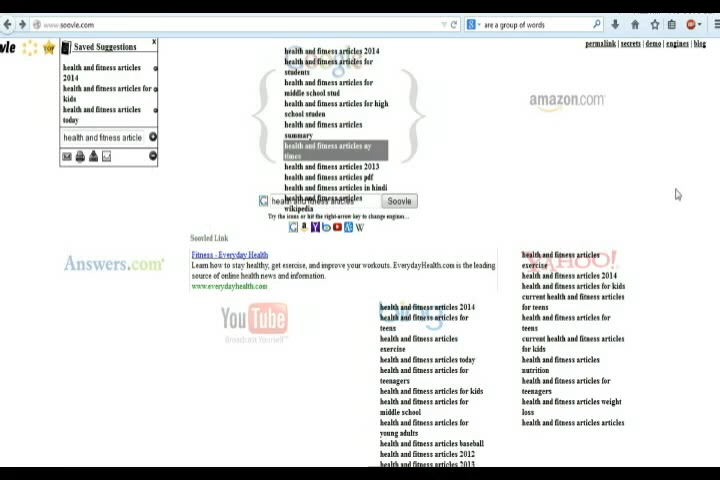 www.soovle.com
are a group of words
permalink | secrets | demo | engines | blog
Saved Suggestions
x
health and fitness articles
2014
health and fitness articles for
kids
health and fitness articles
today
health and fitness article
Google
health and fitness articles 2014
health and fitness articles for
students
health and fitness articles for
middle school stud
health and fitness articles for high
school studen
health and fitness articles
summary
health and fitness articles ny
times
health and fitness articles 2013
health and fitness articles pdf
health and fitness articles in hindi
health and fitness articles
wikipedia
health and fitness articles
Soovle
Try the icons or hit the right-arrow key to change engines...
amazon.com
Answers.com
Soovled Link
Fitness - Everyday Health
Learn how to stay healthy, get exercise, and improve your workouts. EverydayHealth.com is the leading
source of online health news and information.
www.everydayhealth.com
YouTube
Broadcast Yourself™
bing
health and fitness articles 2014
health and fitness articles for
teens
health and fitness articles
exercise
health and fitness articles today
health and fitness articles for
teenagers
health and fitness articles for kids
health and fitness articles for
middle school
health and fitness articles for
young adults
health and fitness articles baseball
health and fitness articles 2012
health and fitness articles 2013
YAHOO!
health and fitness articles
exercise
health and fitness articles 2014
health and fitness articles for kids
current health and fitness articles
for teens
health and fitness articles for
teens
current health and fitness articles
for kids
health and fitness articles
nutrition
health and fitness articles for
teenagers
health and fitness articles weight
loss
health and fitness articles articles